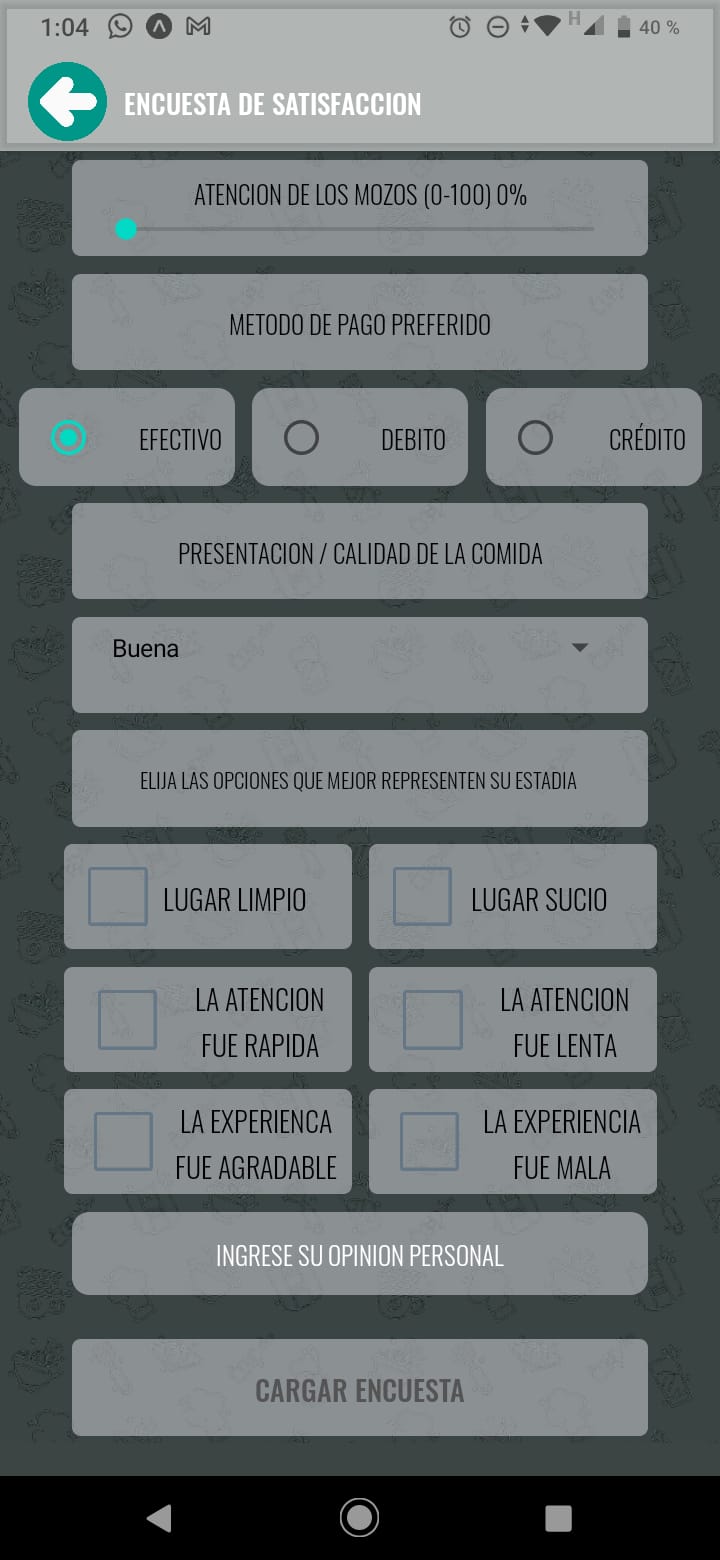 1:04
H
40 %
ENCUESTA DE SATISFACCION
ATENCION DE LOS MOZOS (0-100) 0%
METODO DE PAGO PREFERIDO
EFECTIVO
DEBITO
CRÉDITO
PRESENTACION / CALIDAD DE LA COMIDA
Buena
ELIJA LAS OPCIONES QUE MEJOR REPRESENTEN SU ESTADIA
LUGAR LIMPIO
LUGAR SUCIO
LA ATENCION
FUE RAPIDA
LA ATENCION
FUE LENTA
LA EXPERIENCA
FUE AGRADABLE
LA EXPERIENCIA
FUE MALA
INGRESE SU OPINION PERSONAL
CARGAR ENCUESTA